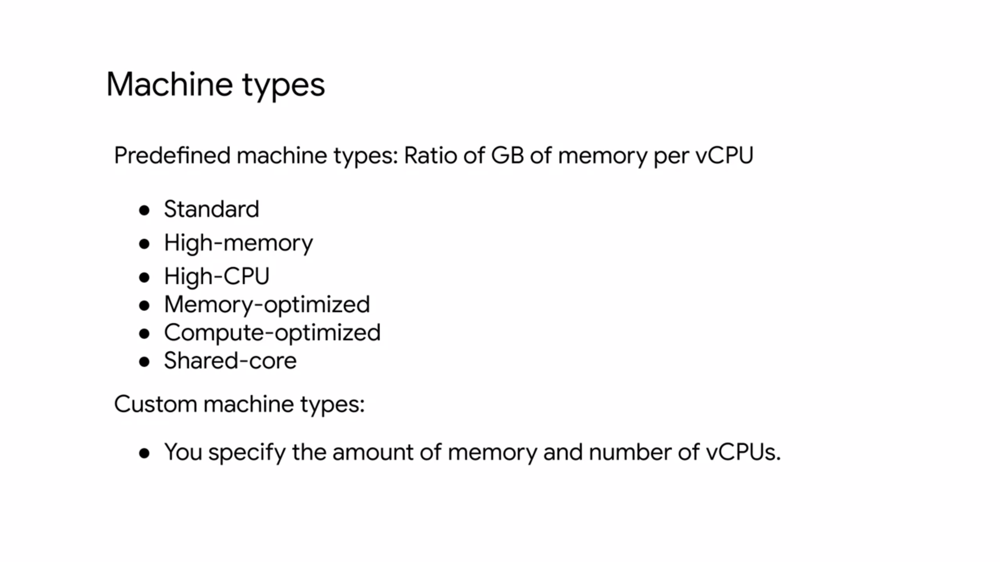 Machine types
Predefined machine types: Ratio of GB of memory per vCPU
● Standard
● High-memory
● High-CPU
● Memory-optimized
● Compute-optimized
● Shared-core
Custom machine types:
● You specify the amount of memory and number of vCPUs.